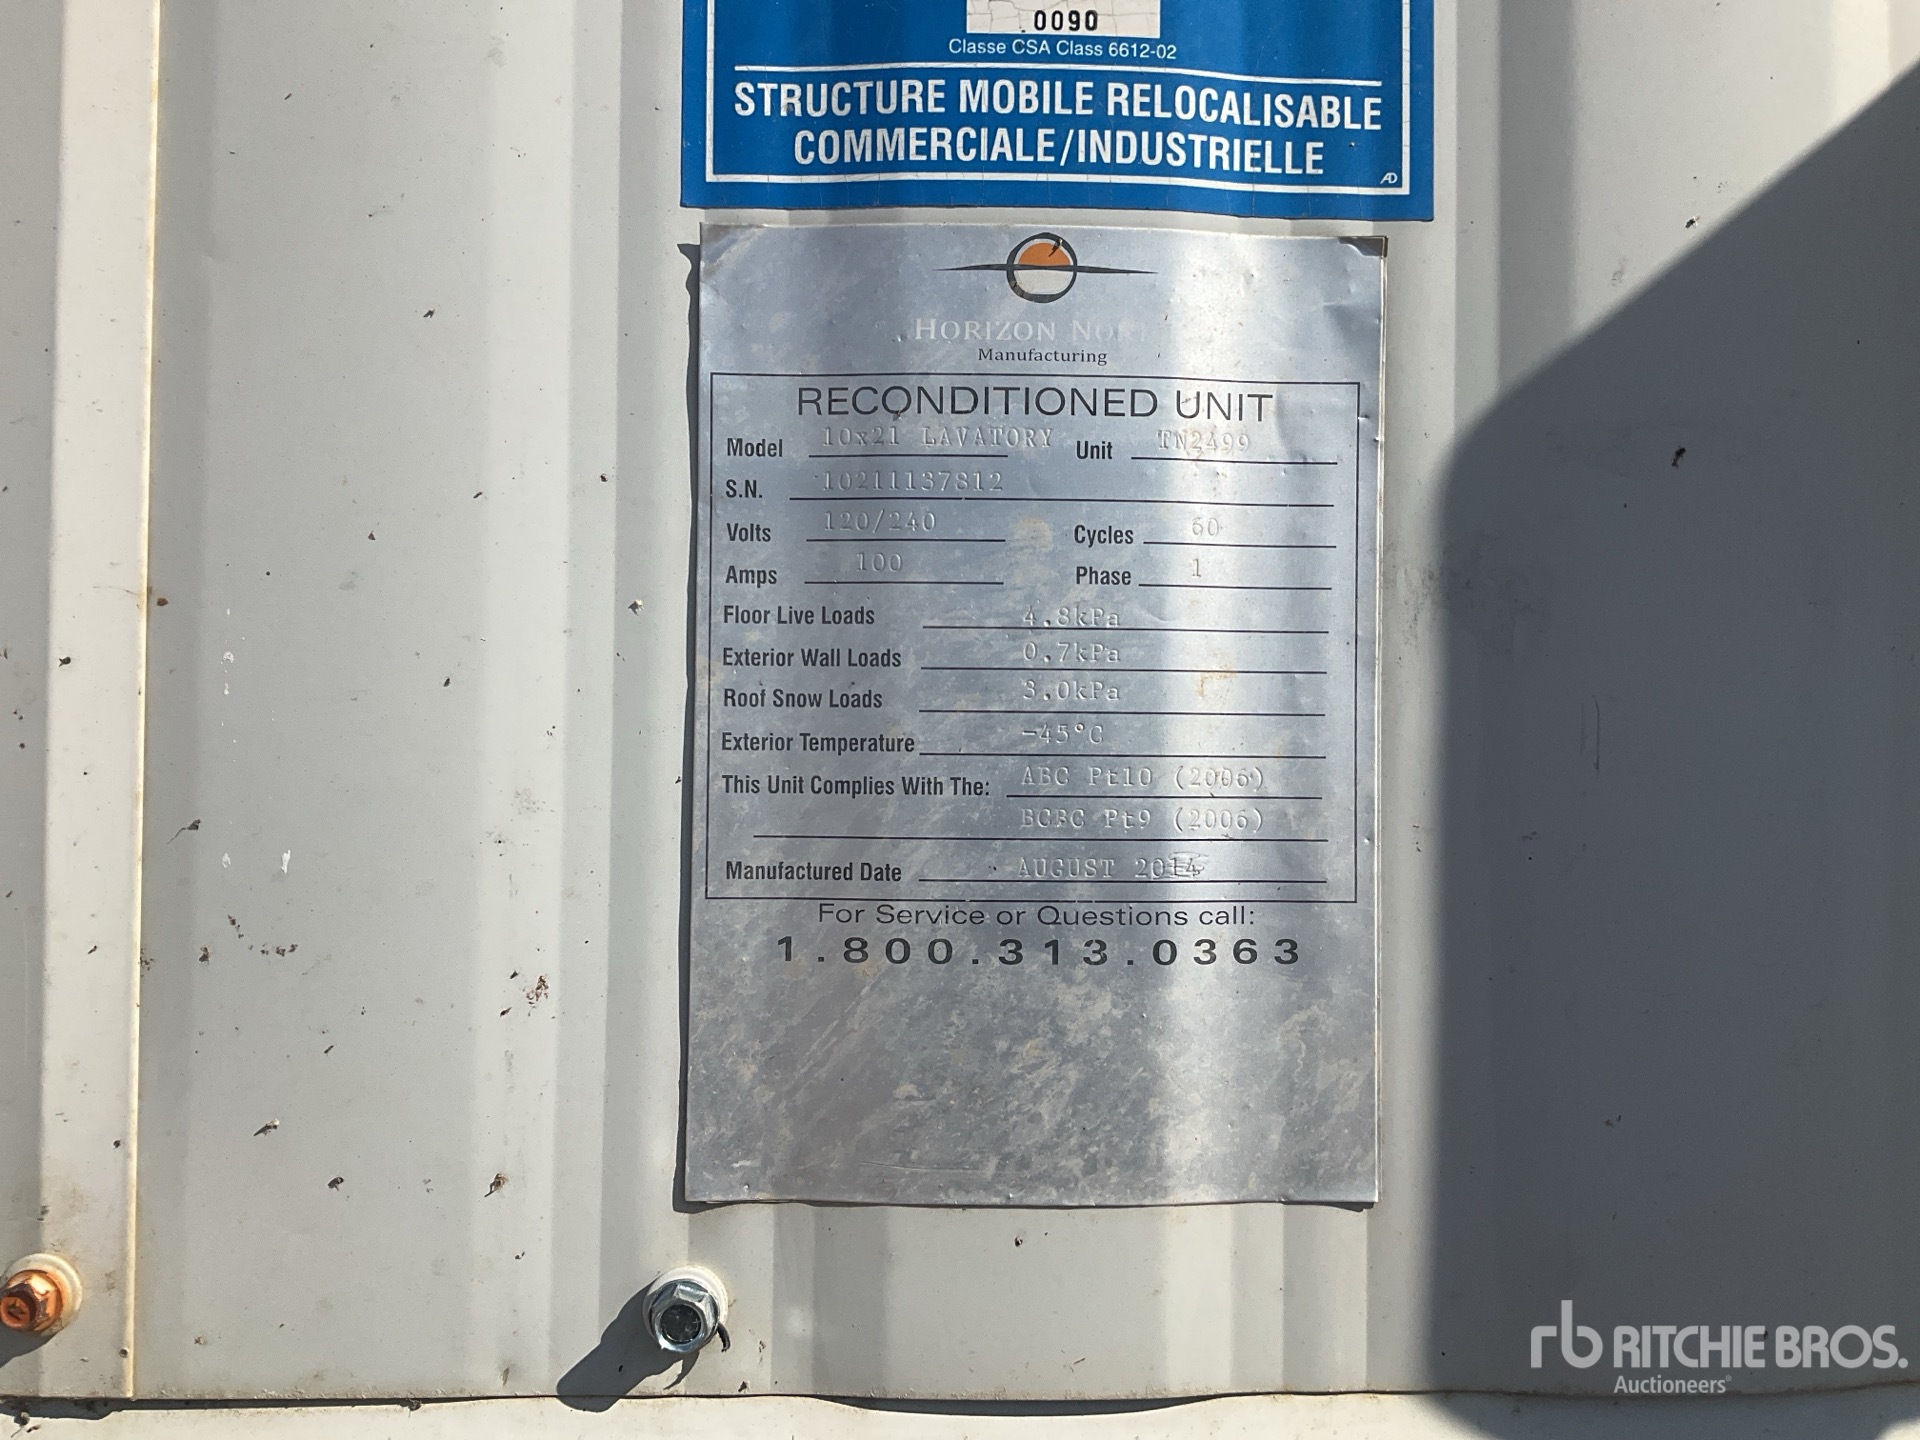 0090
Classe CSA Class 6612-02
STRUCTURE MOBILE RELOCALISABLE
COMMERCIALE/INDUSTRIELLE
HORIZON NORT
Manufacturing
RECONDITIONED UNIT
Model 10x21 LAVATORY Unit TN2499
S.N. 10211137812
Volts 120/240 Cycles 60
Amps 100 Phase 1
Floor Live Loads 4.8kPa
Exterior Wall Loads 0.7kPa
Roof Snow Loads 3.0kPa
Exterior Temperature -45°C
This Unit Complies With The: ABC Pt10 (2006)
BCBC Pt9 (2006)
Manufactured Date AUGUST 2014
For Service or Questions call:
1.800.313.0363
rb RITCHIE BROS.
Auctioneers